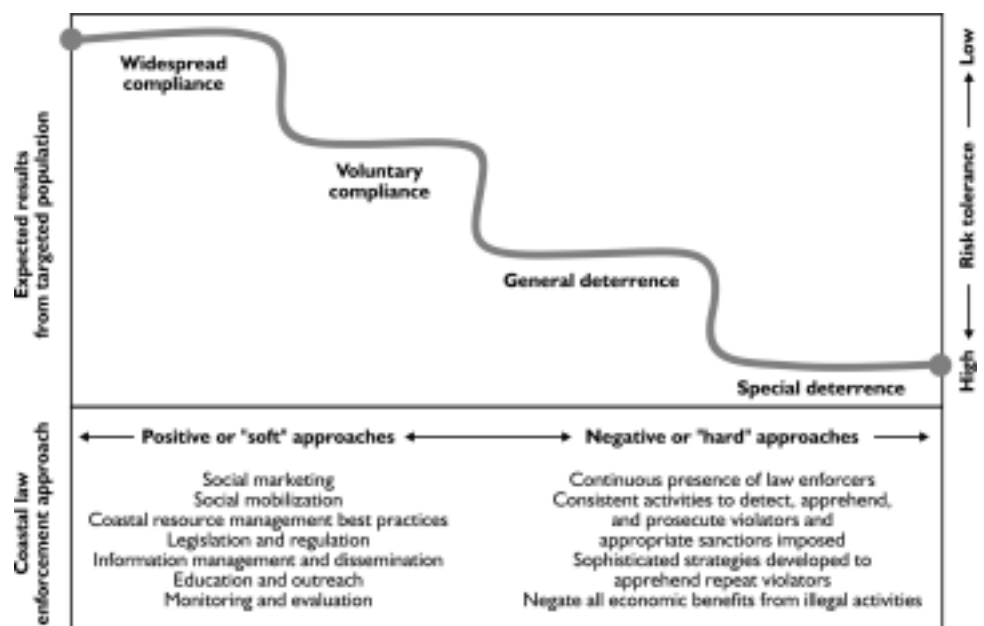 Expected results
from targeted population
Widespread
compliance
Voluntary
compliance
General deterrence
Special deterrence
Low
Risk tolerance
High
Coastal law
enforcement approach
Positive or "soft" approaches
Social marketing
Social mobilization
Coastal resource management best practices
Legislation and regulation
Information management and dissemination
Education and outreach
Monitoring and evaluation
Negative or "hard" approaches
Continuous presence of law enforcers
Consistent activities to detect, apprehend,
and prosecute violators and
appropriate sanctions imposed
Sophisticated strategies developed to
apprehend repeat violators
Negate all economic benefits from illegal activities